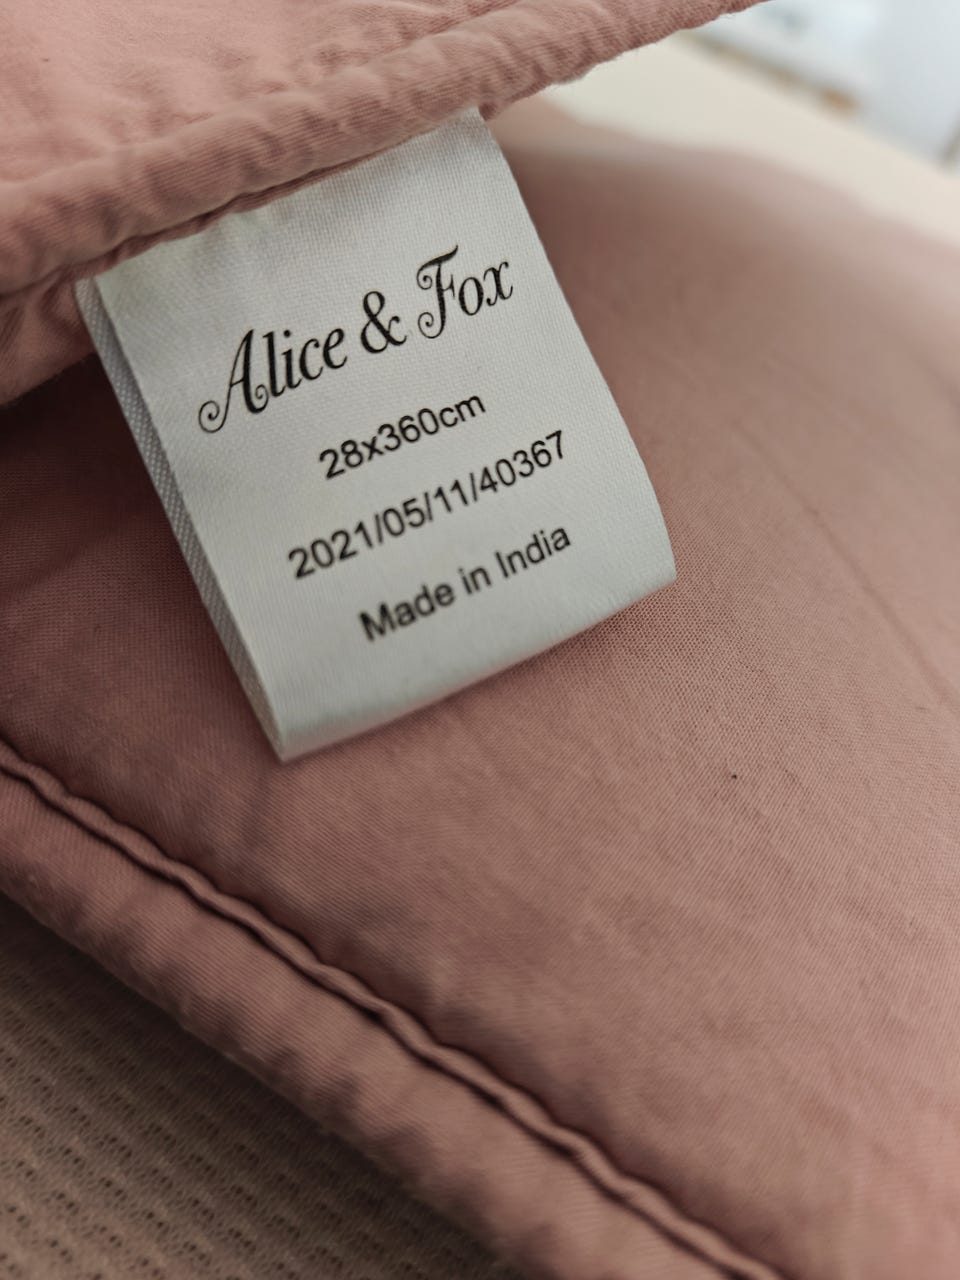 Alice & Fox
28x360cm
2021/05/11/40367
Made in India